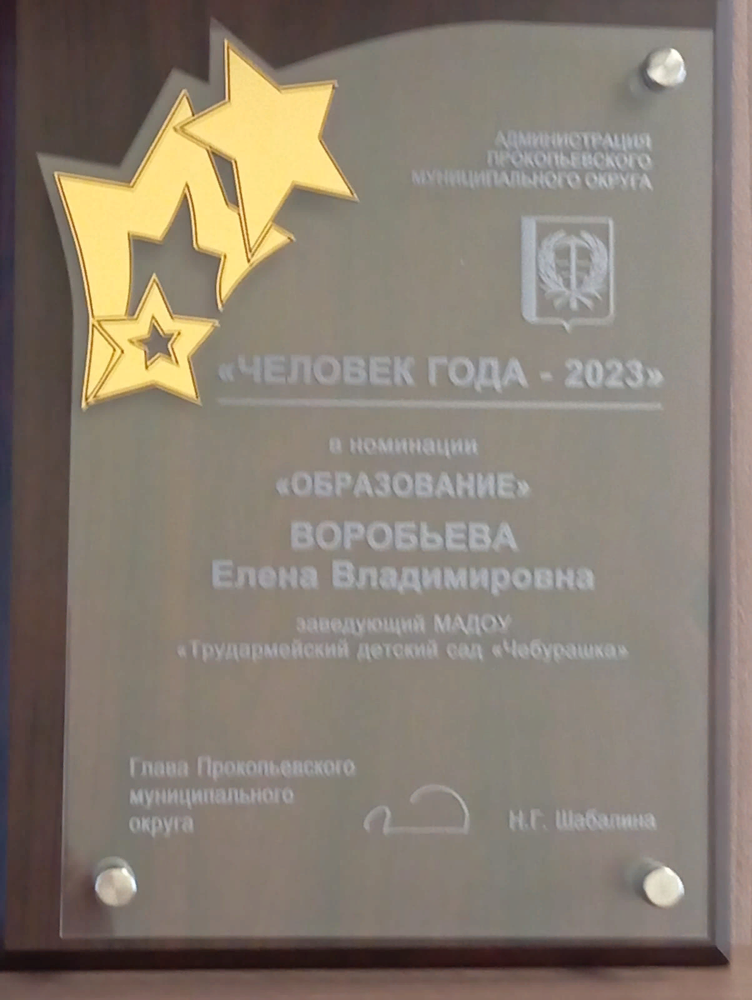 АДМИНИСТРАЦИЯ
ПРОКОПЬЕВСКОГО
МУНИЦИПАЛЬНОГО ОКРУГА
«ЧЕЛОВЕК ГОДА - 2023»
в номинации
«ОБРАЗОВАНИЕ»
ВОРОБЬЕВА
Елена Владимировна
заведующий МАДОУ
«Трудармейский детский сад «Чебурашка»
Глава Прокопьевского
муниципального
округа
Н.Г. Шабалина